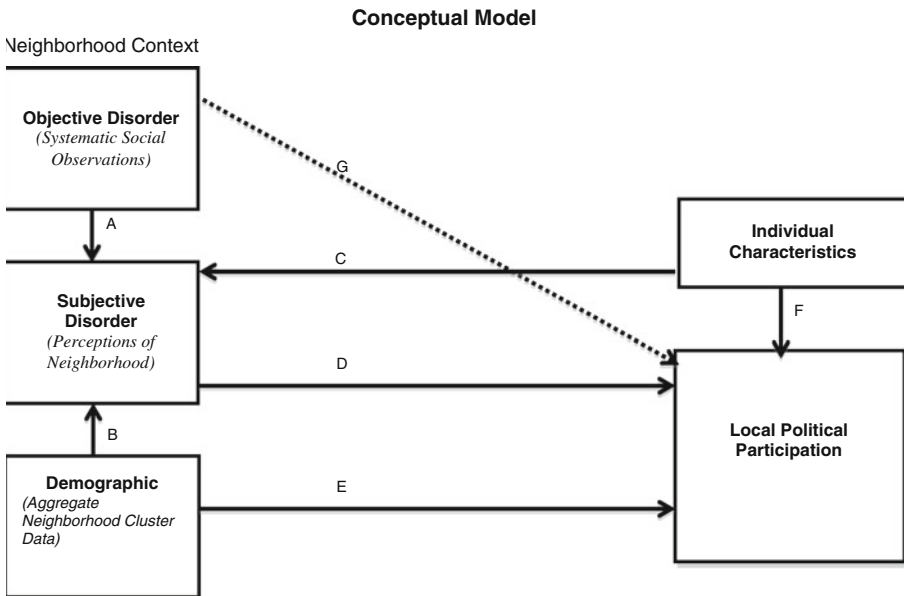 Conceptual Model
Neighborhood Context
Objective Disorder
(Systematic Social
Observations)
G
A
Individual
Characteristics
C
Subjective
Disorder
(Perceptions of
Neighborhood)
F
D
B
Local Political
Participation
Demographic
(Aggregate
Neighborhood Cluster
Data)
E